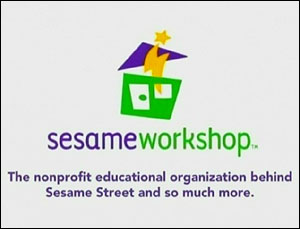 sesameworkshop™
The nonprofit educational organization behind
Sesame Street and so much more.